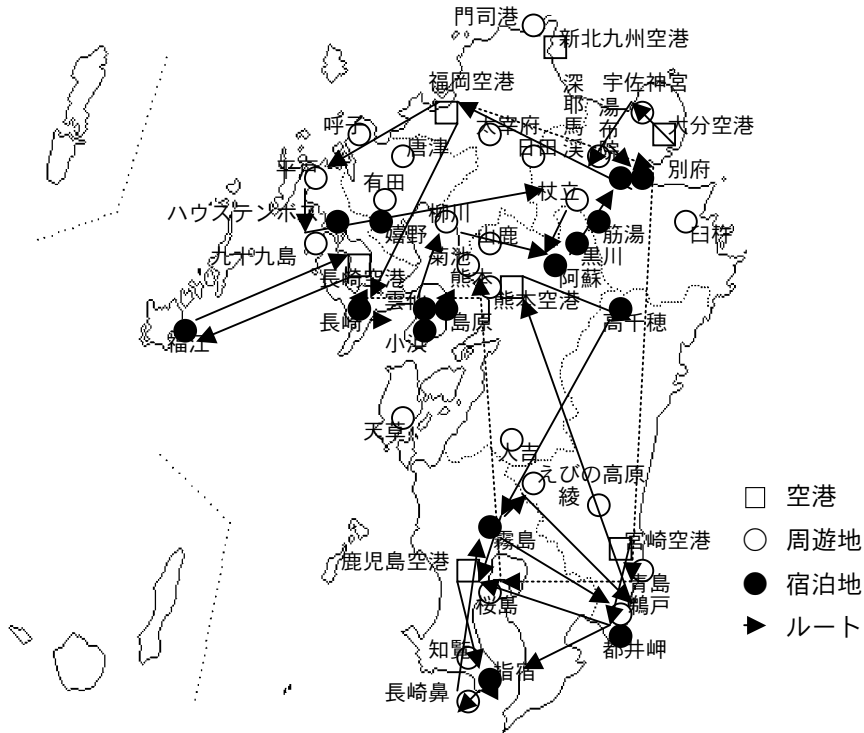 門司港
新北九州空港
福岡空港
深耶馬渓
宇佐神宮
湯布院
呼子
太宰府
大分空港
唐津
日田
平戸
別府
有田
杖立
ハウステンボス
柳川
嬉野
筋湯
臼杵
九十九島
山鹿
菊池
黒川
長崎空港
熊本
阿蘇
雲仙
熊本空港
長崎
島原
高千穂
福江
小浜
天草
人吉
えびの高原
綾
空港
霧島
宮崎空港
周遊地
鹿児島空港
青島
宿泊地
桜島
鵜戸
ルート
知覧
都井岬
指宿
長崎鼻